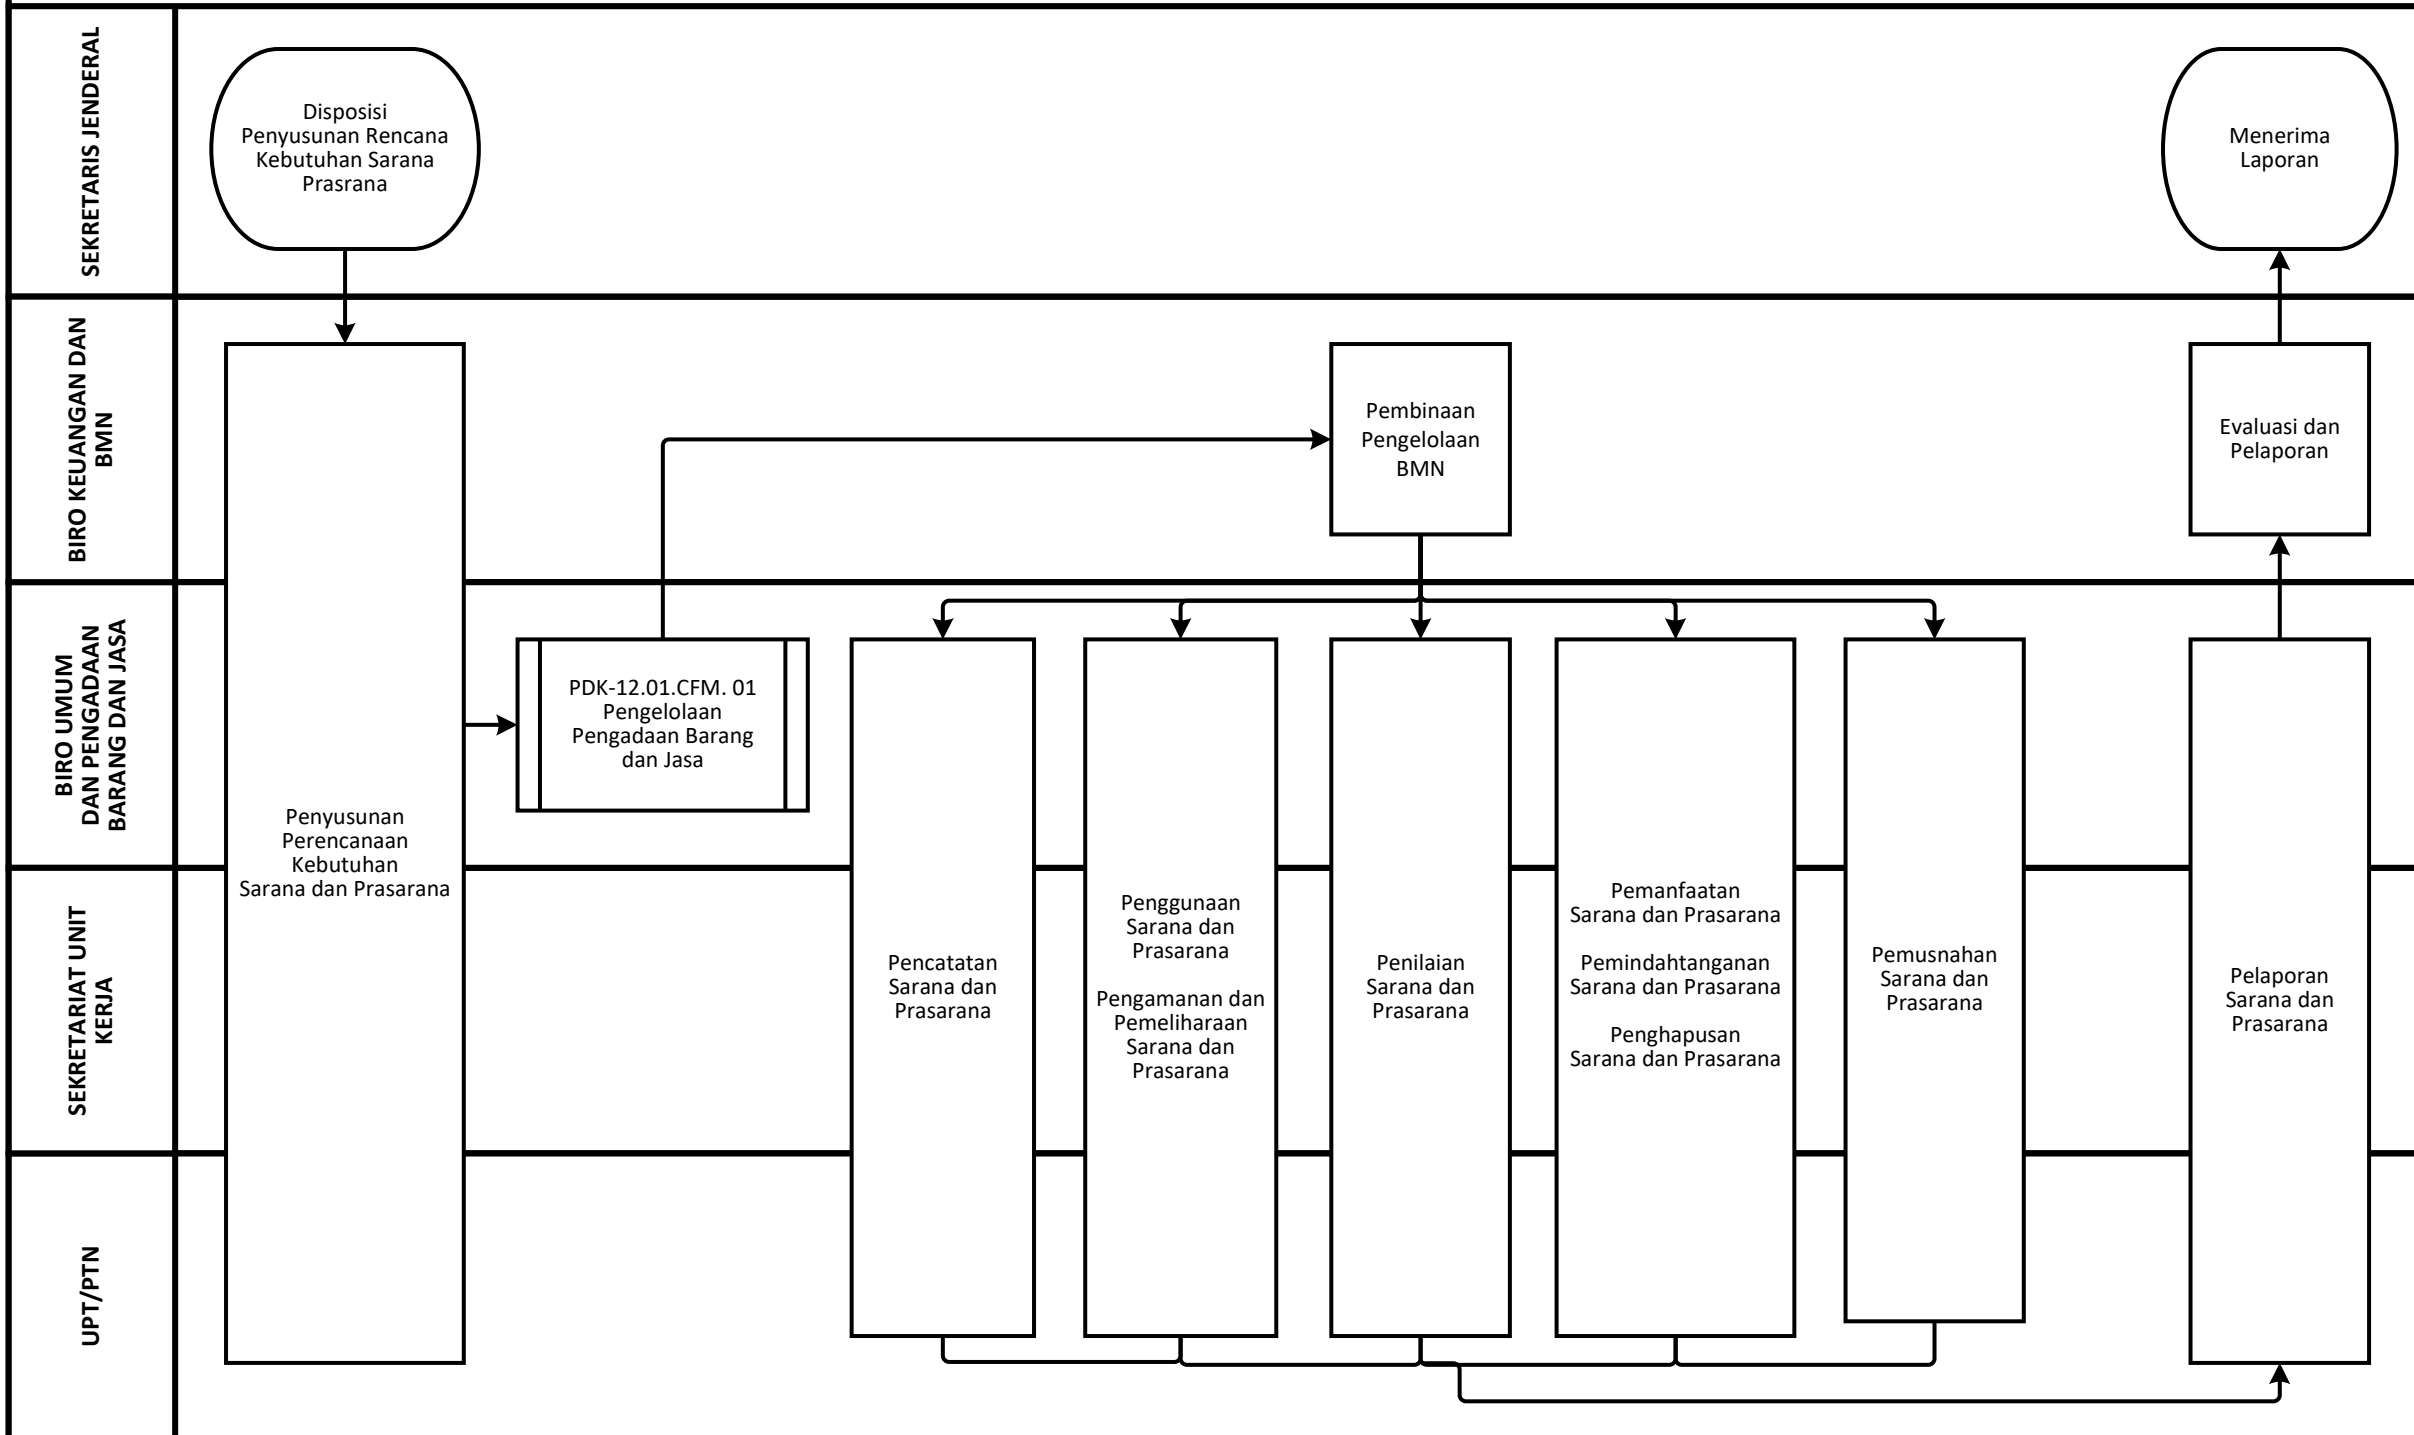 SEKRETARIS JENDERAL
Disposisi
Penyusunan Rencana
Kebutuhan Sarana
Prasrana
Menerima
Laporan
BIRO KEUANGAN DAN
BMN
Pembinaan
Pengelolaan
BMN
Evaluasi dan
Pelaporan
BIRO UMUM
DAN PENGADAAN
BARANG DAN JASA
Penyusunan
Perencanaan
Kebutuhan
Sarana dan Prasarana
PDK-12.01.CFM. 01
Pengelolaan
Pengadaan Barang
dan Jasa
SEKRETARIAT UNIT
KERJA
Pencatatan
Sarana dan
Prasarana
Penggunaan
Sarana dan
Prasarana
Pengamanan dan
Pemeliharaan
Sarana dan
Prasarana
Penilaian
Sarana dan
Prasarana
Pemanfaatan
Sarana dan Prasarana
Pemindahtanganan
Sarana dan Prasarana
Penghapusan
Sarana dan Prasarana
Pemusnahan
Sarana dan
Prasarana
Pelaporan
Sarana dan
Prasarana
UPT/PTN